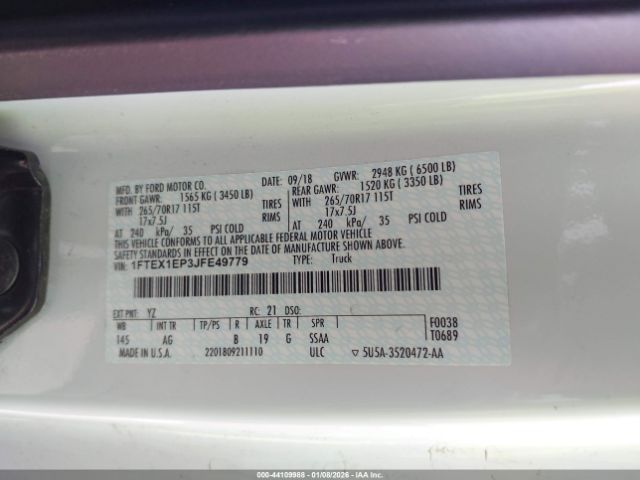 MFD. BY FORD MOTOR CO.
DATE: 09/18 GVWR: 2948 KG ( 6500 LB)
FRONT GAWR: 1565 KG ( 3450 LB) REAR GAWR: 1520 KG ( 3350 LB)
WITH 265/70R17 115T TIRES WITH 265/70R17 115T TIRES
17x7.5J RIMS 17x7.5J RIMS
AT 240 kPa/ 35 PSI COLD AT 240 kPa/ 35 PSI COLD
THIS VEHICLE CONFORMS TO ALL APPLICABLE FEDERAL MOTOR VEHICLE
SAFETY STANDARDS IN EFFECT ON THE DATE OF MANUFACTURE SHOWN ABOVE.
VIN: 1FTEX1EP3JFE49779 TYPE: Truck
EXT PNT: YZ RC: 21 DSO: F0038
WB INT TR TP/PS R AXLE TR SPR T0689
145 AG B 19 G SSAA
MADE IN U.S.A. 2201809211110 ULC ▽ 5U5A-3520472-AA
000-44109988 - 01/08/2026 - IAA Inc.